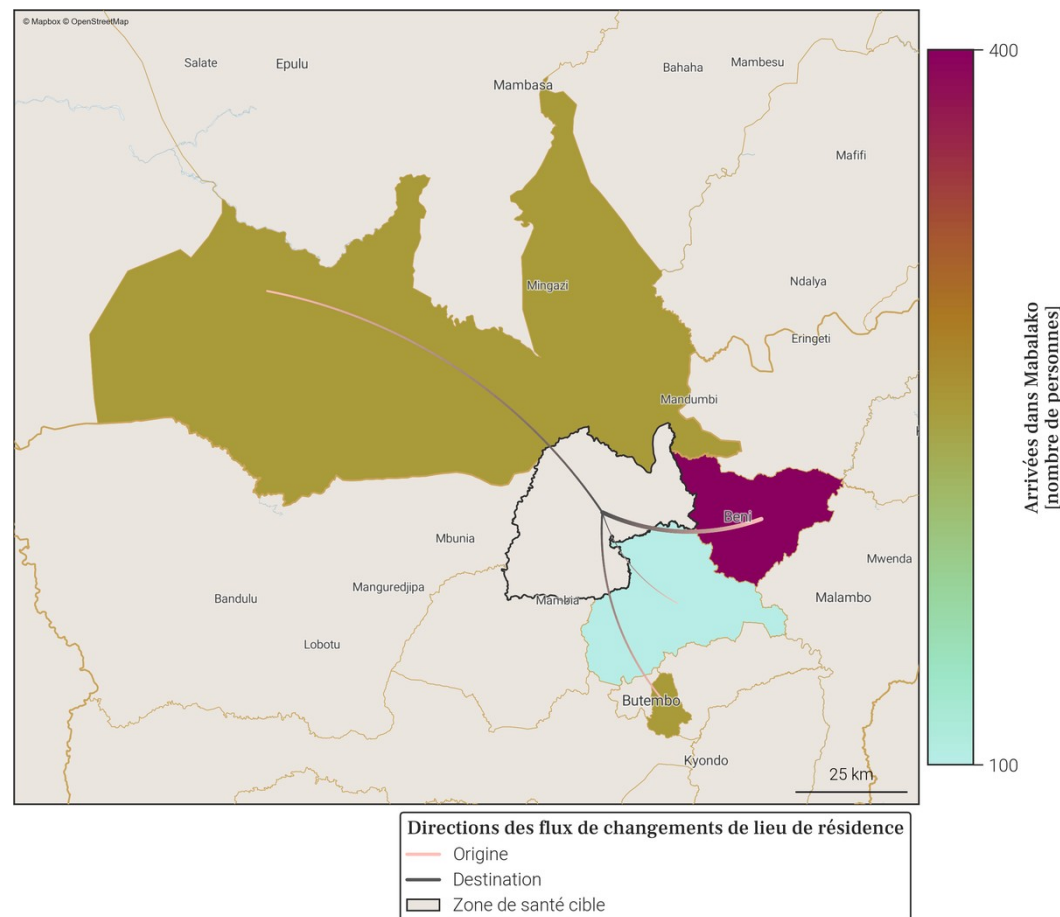 © Mapbox © OpenStreetMap
Salate
Epulu
Mambasa
Bahaha
Mambesu
Mafifi
Mingazi
Ndalya
Eringeti
Mandumbi
Beni
Mbunia
Mwenda
Manguredjipa
Bandulu
Mambia
Malambo
Lobotu
Butembo
Kyondo
25 km
400
100
Arrivées dans Mabalako
[nombre de personnes]
Directions des flux de changements de lieu de résidence
Origine
Destination
Zone de santé cible